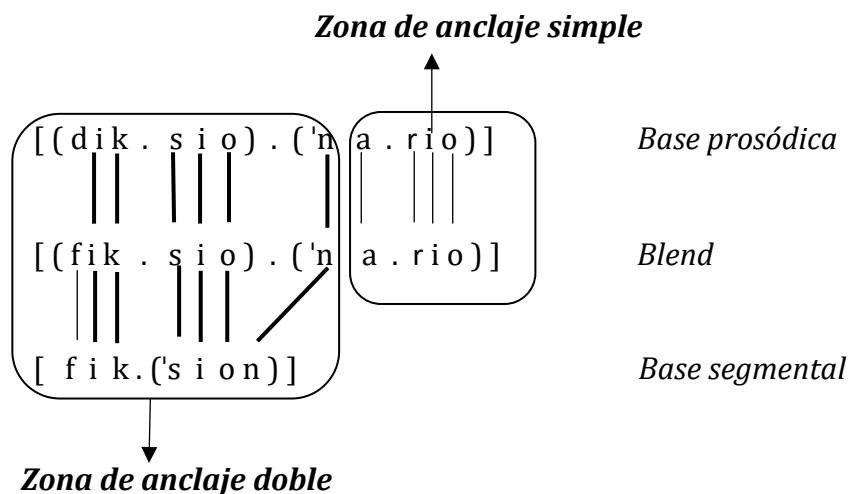 Zona de anclaje simple
[(dik . sio) . ('n a . rio)] Base prosódica
[(fik . sio) . ('n a . rio)] Blend
[ fik.('sion)] Base segmental
Zona de anclaje doble